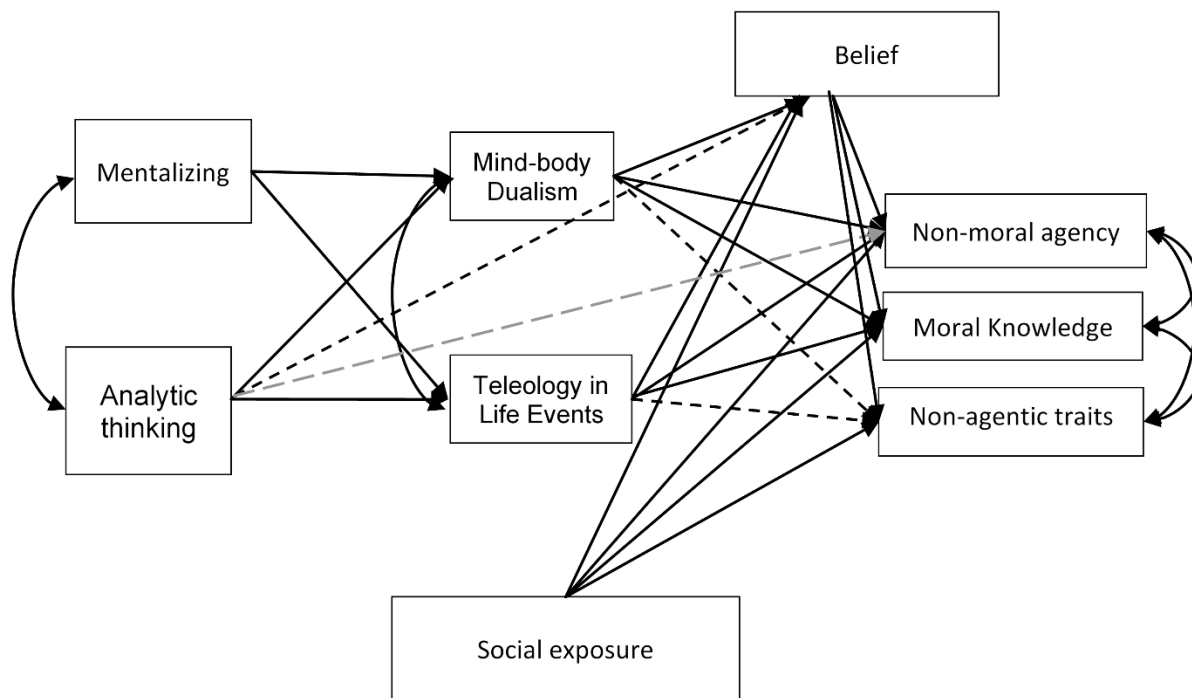 Belief
Mentalizing
Mind-body
Dualism
Non-moral agency
Moral Knowledge
Analytic
thinking
Teleology in
Life Events
Non-agentic traits
Social exposure